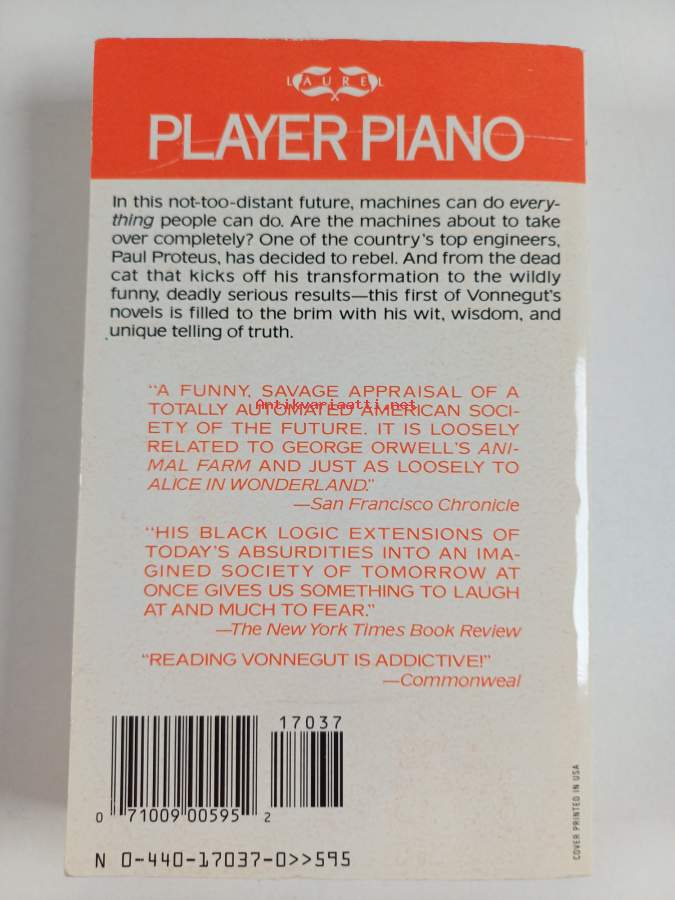 LAUREL
PLAYER PIANO
In this not-too-distant future, machines can do every-
thing people can do. Are the machines about to take
over completely? One of the country's top engineers,
Paul Proteus, has decided to rebel. And from the dead
cat that kicks off his transformation to the wildly
funny, deadly serious results—this first of Vonnegut's
novels is filled to the brim with his wit, wisdom, and
unique telling of truth.
"A FUNNY, SAVAGE APPRAISAL OF A
Antikvariaatti.net
TOTALLY AUTOMATED AMERICAN SOCI-
ETY OF THE FUTURE. IT IS LOOSELY
RELATED TO GEORGE ORWELL'S ANI-
MAL FARM AND JUST AS LOOSELY TO
ALICE IN WONDERLAND."
—San Francisco Chronicle
"HIS BLACK LOGIC EXTENSIONS OF
TODAY'S ABSURDITIES INTO AN IMA-
GINED SOCIETY OF TOMORROW AT
ONCE GIVES US SOMETHING TO LAUGH
AT AND MUCH TO FEAR."
—The New York Times Book Review
"READING VONNEGUT IS ADDICTIVE!"
—Commonweal
17037
0 71009 00595 2
N 0-440-17037-0>>595
COVER PRINTED IN USA